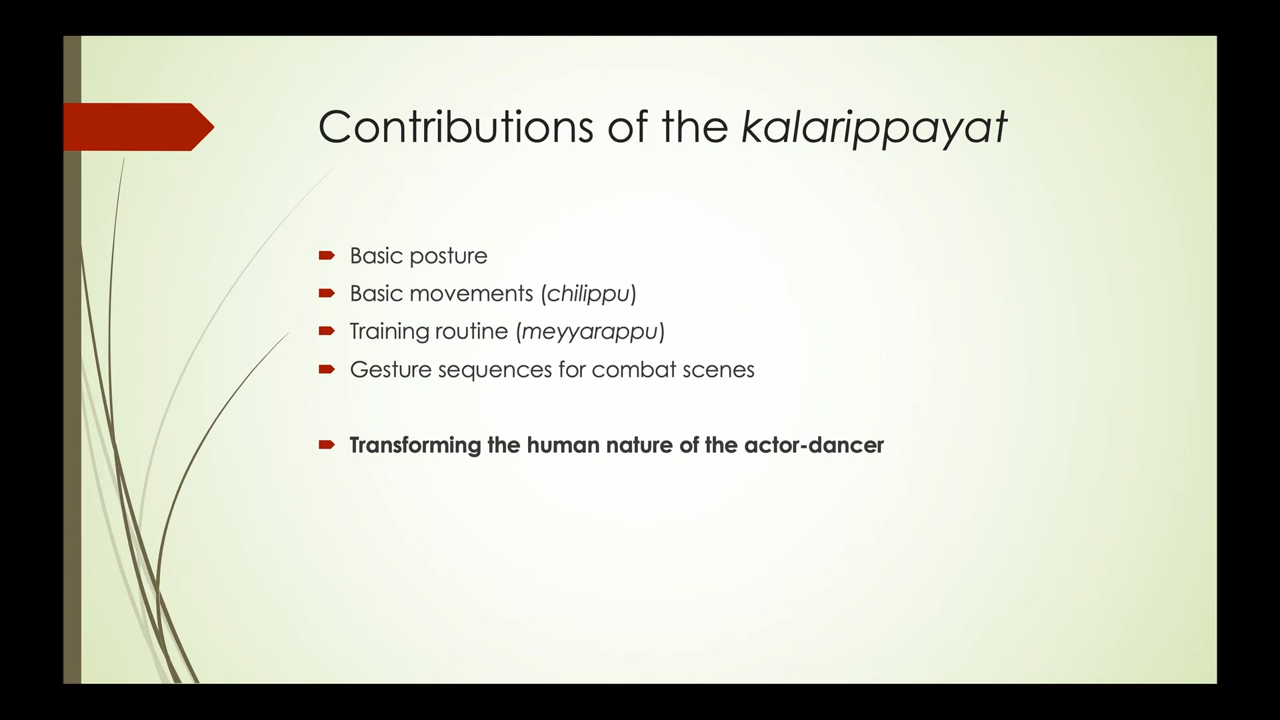 Contributions of the kalarippayat
Basic posture
Basic movements (chilippu)
Training routine (meyyarappu)
Gesture sequences for combat scenes
Transforming the human nature of the actor-dancer